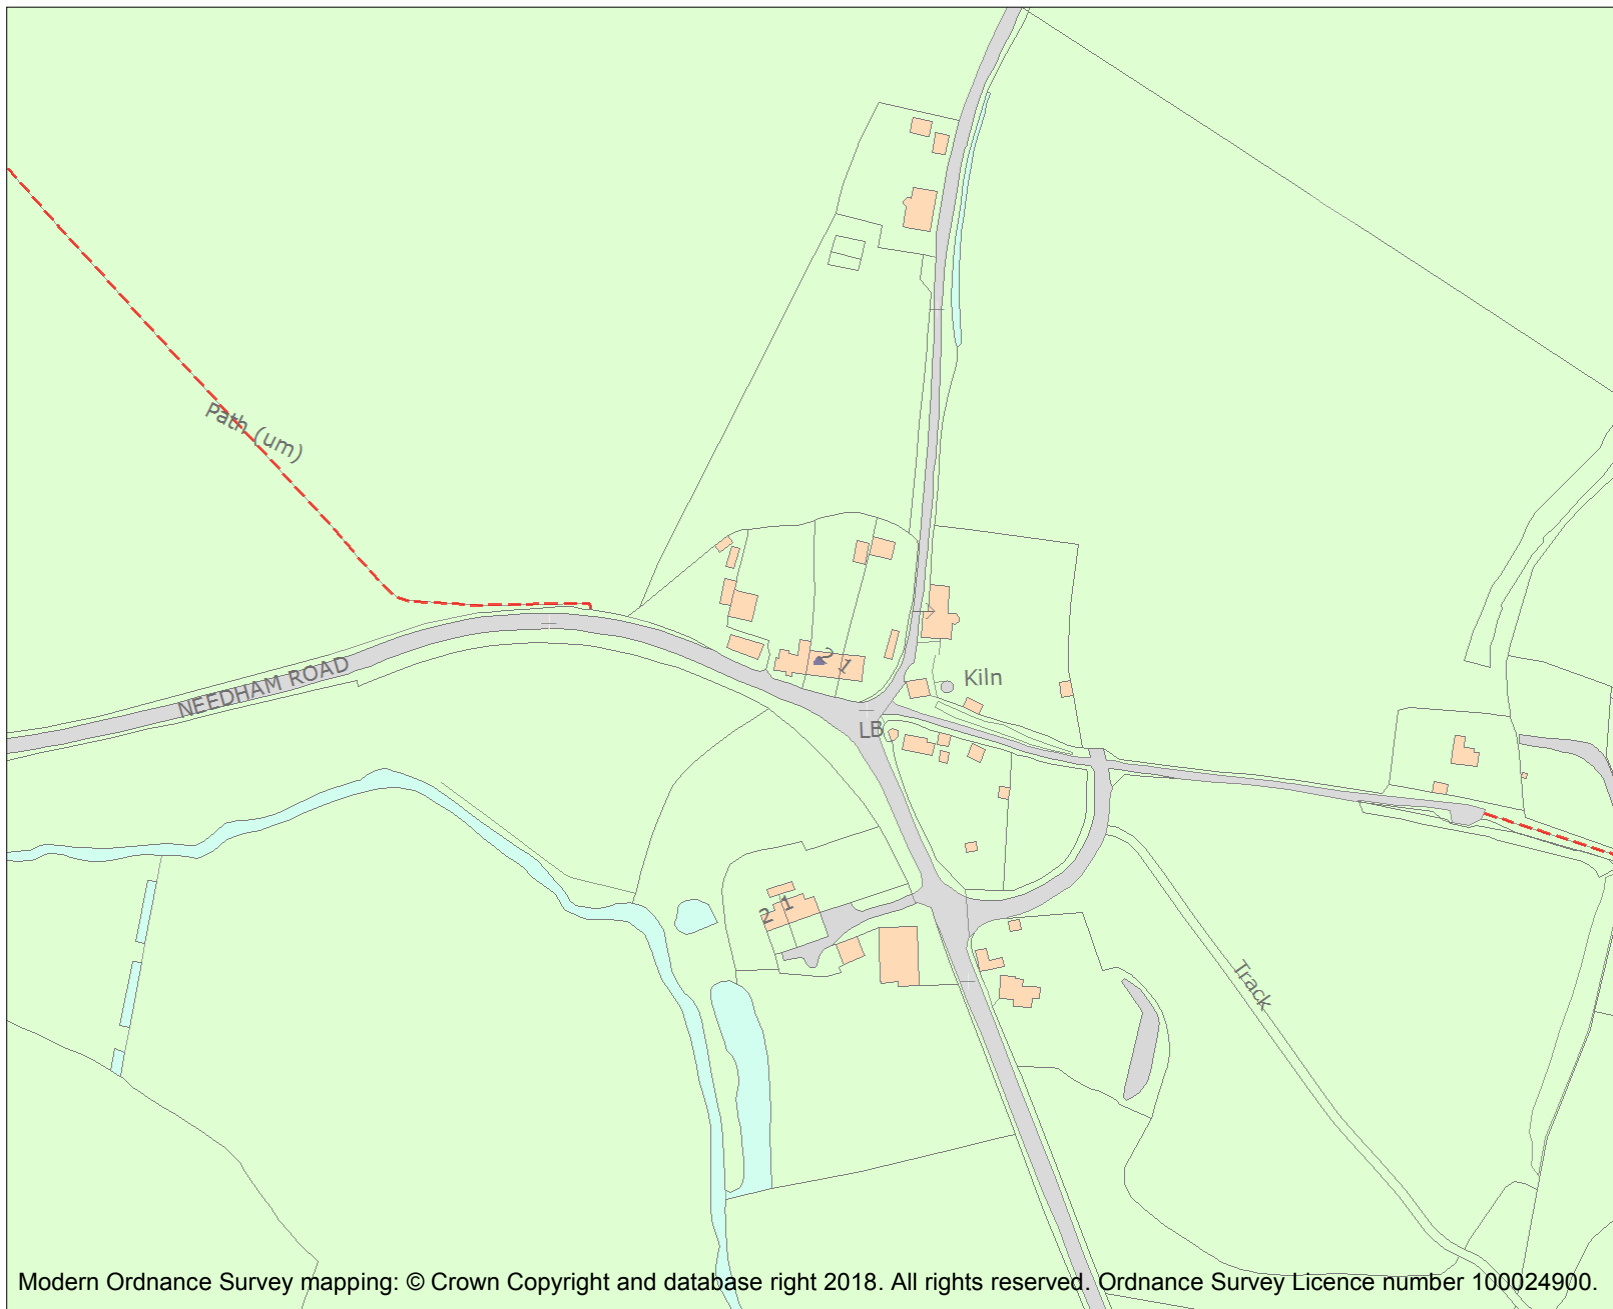 Path (um)
2
1
NEEDHAM ROAD
Kiln
LB
2 1
Track
Modern Ordnance Survey mapping: © Crown Copyright and database right 2018. All rights reserved. Ordnance Survey Licence number 100024900.